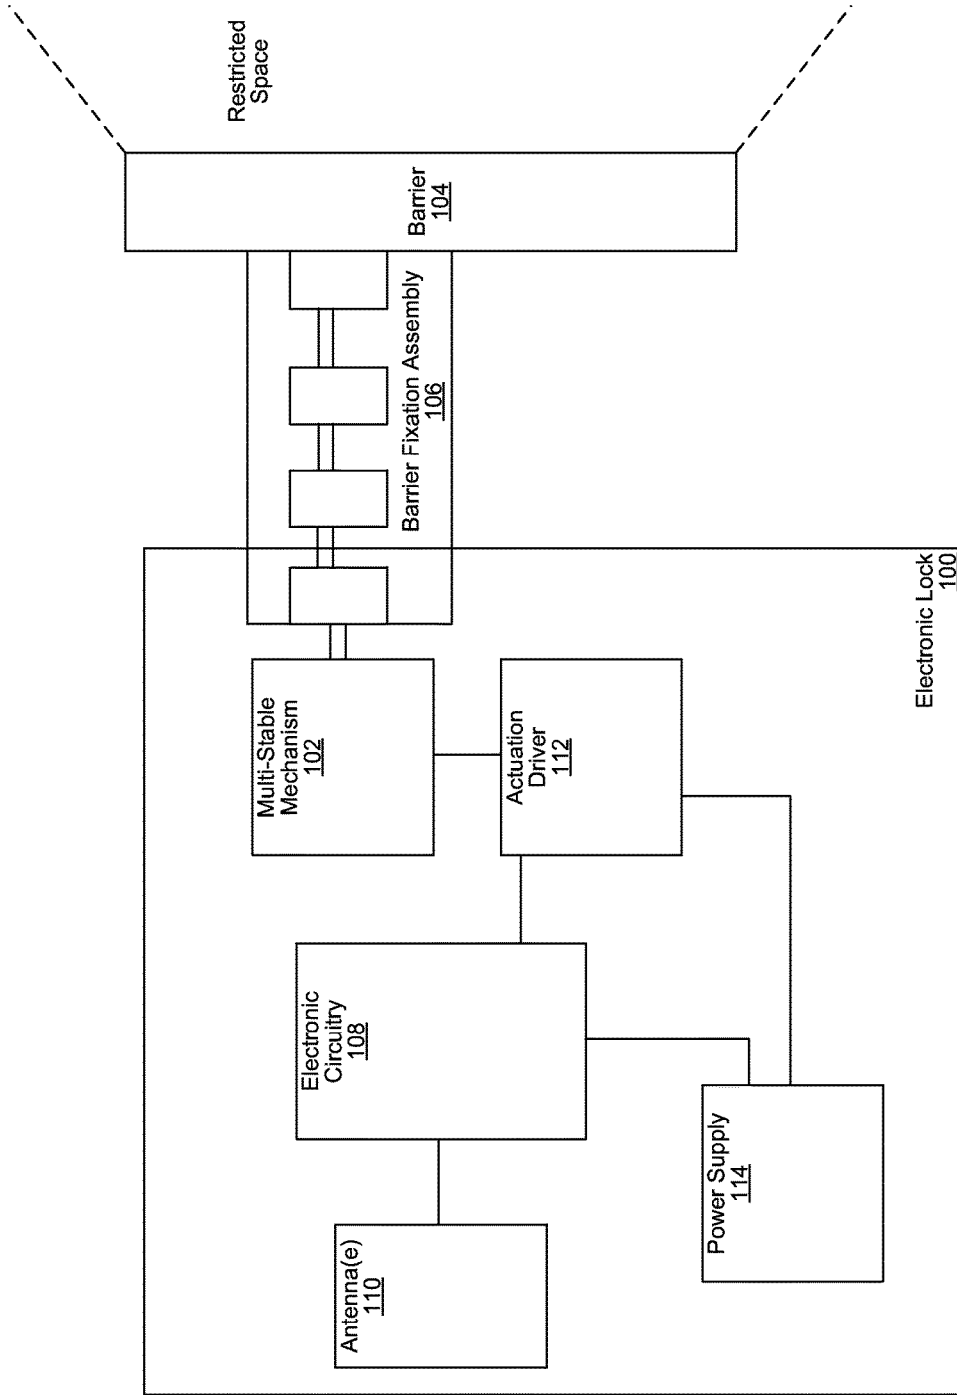 Restricted
Space
Barrier
104
Barrier Fixation Assembly
106
Electronic Lock
100
Multi-Stable
Mechanism
102
Actuation
Driver
112
Electronic
Circuitry
108
Power Supply
114
Antenna(e)
110